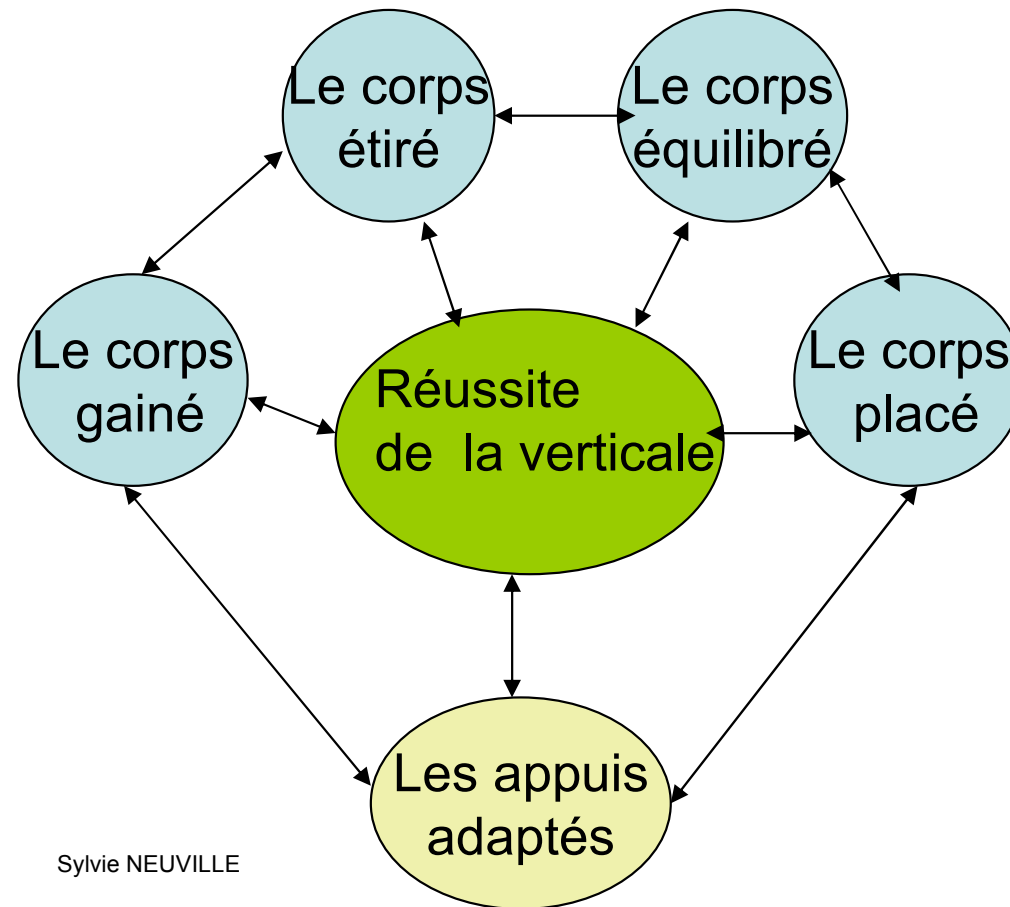 Le corps
étiré
Le corps
équilibré
Le corps
gainé
Réussite
de la verticale
Le corps
placé
Les appuis
adaptés
Sylvie NEUVILLE